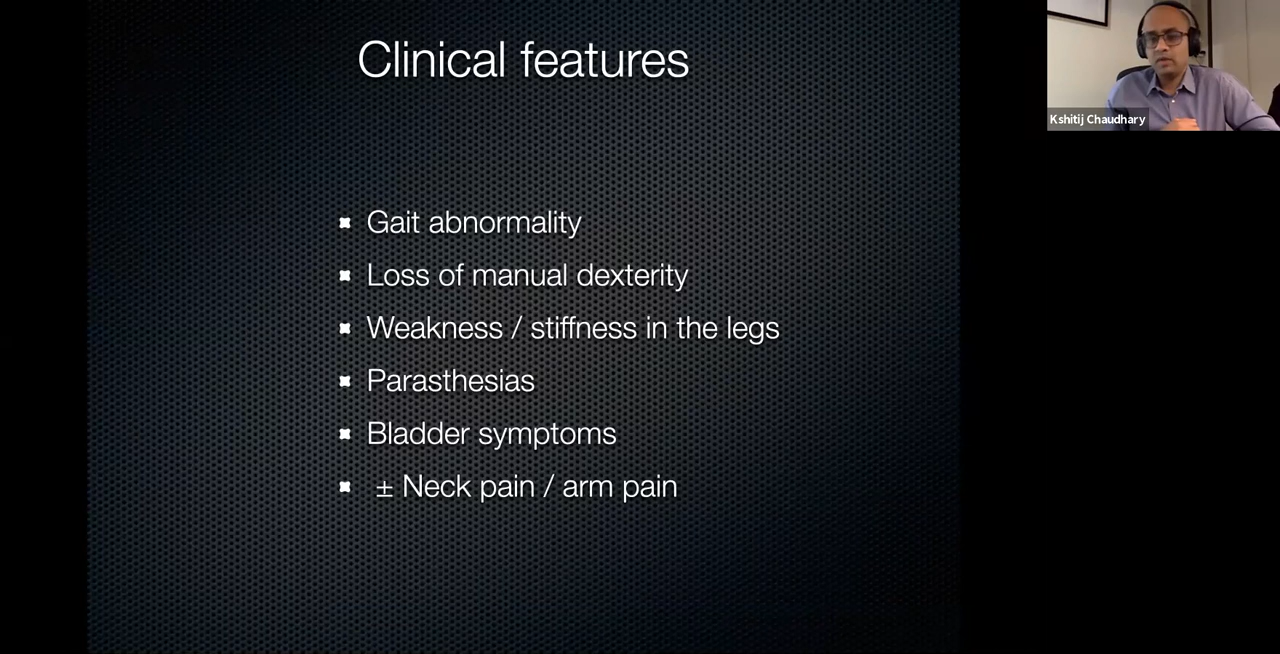 Clinical features
Gait abnormality
Loss of manual dexterity
Weakness / stiffness in the legs
Parasthesias
Bladder symptoms
± Neck pain / arm pain
Kshitij Chaudhary